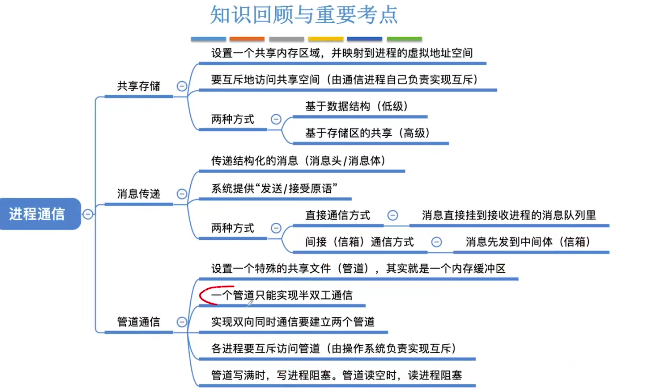 知识回顾与重要考点
设置一个共享内存区域，并映射到进程的虚拟地址空间
共享存储
要互斥地访问共享空间（由通信进程自己负责实现互斥）
两种方式
基于数据结构（低级）
基于存储区的共享（高级）
传递结构化的消息（消息头/消息体）
消息传递
系统提供“发送/接受原语”
两种方式
直接通信方式
消息直接挂到接收进程的消息队列里
间接（信箱）通信方式
消息先发到中间体（信箱）
进程通信
设置一个特殊的共享文件（管道），其实就是一个内存缓冲区
一个管道只能实现半双工通信
管道通信
实现双向同时通信要建立两个管道
各进程要互斥访问管道（由操作系统负责实现互斥）
管道写满时，写进程阻塞。管道读空时，读进程阻塞